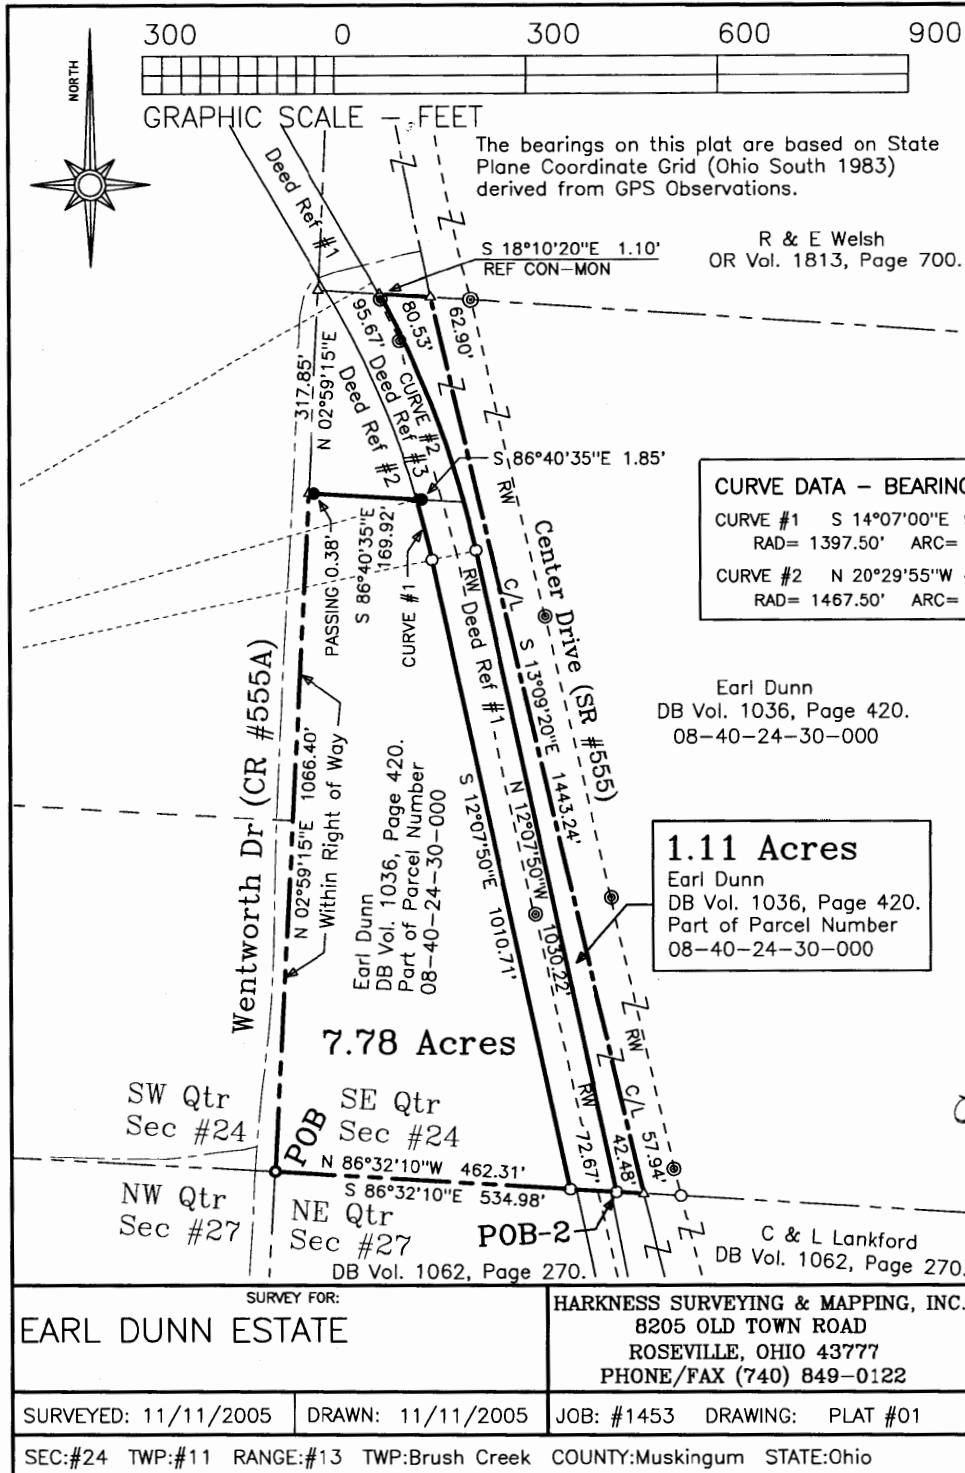 300 0 300 600 900
NORTH
GRAPHIC SCALE - FEET
The bearings on this plat are based on State
Plane Coordinate Grid (Ohio South 1983)
derived from GPS Observations.
Deed Ref #1
S 18°10'20"E 1.10'
REF CON-MON
R & E Welsh
OR Vol. 1813, Page 700.
95.67'
80.53'
62.90'
317.85'
N 02°59'15"E
Deed Ref #2
Deed Ref #3
CURVE #2
S 86°40'35"E 1.85'
RW
PASSING 0.38'
S 86°40'35"E
169.92'
CURVE #1
CURVE DATA - BEARING
CURVE #1 S 14°07'00"E
RAD= 1397.50' ARC=
CURVE #2 N 20°29'55"W
RAD= 1467.50' ARC=
RW
Deed Ref #1
C/L
Center Drive (SR #555)
S 13°09'20"E 1443.24'
Earl Dunn
DB Vol. 1036, Page 420.
08-40-24-30-000
Wentworth Dr (CR #555A)
N 02°59'15"E 1066.40'
Within Right of Way
Earl Dunn
DB Vol. 1036, Page 420.
Part of Parcel Number
08-40-24-30-000
S 12°07'50"E 1010.71'
N 12°07'50"W 1030.22'
1.11 Acres
Earl Dunn
DB Vol. 1036, Page 420.
Part of Parcel Number
08-40-24-30-000
7.78 Acres
RW
RW
C/L
SW Qtr
Sec #24
POB
SE Qtr
Sec #24
N 86°32'10"W 462.31'
S 86°32'10"E 534.98'
72.67'
42.48'
57.94'
NW Qtr
Sec #27
NE Qtr
Sec #27
POB-2
DB Vol. 1062, Page 270.
C & L Lankford
DB Vol. 1062, Page 270.
SURVEY FOR:
EARL DUNN ESTATE
HARKNESS SURVEYING & MAPPING, INC.
8205 OLD TOWN ROAD
ROSEVILLE, OHIO 43777
PHONE/FAX (740) 849-0122
SURVEYED: 11/11/2005 DRAWN: 11/11/2005 JOB: #1453 DRAWING: PLAT #01
SEC:#24 TWP:#11 RANGE:#13 TWP:Brush Creek COUNTY:Muskingum STATE:Ohio